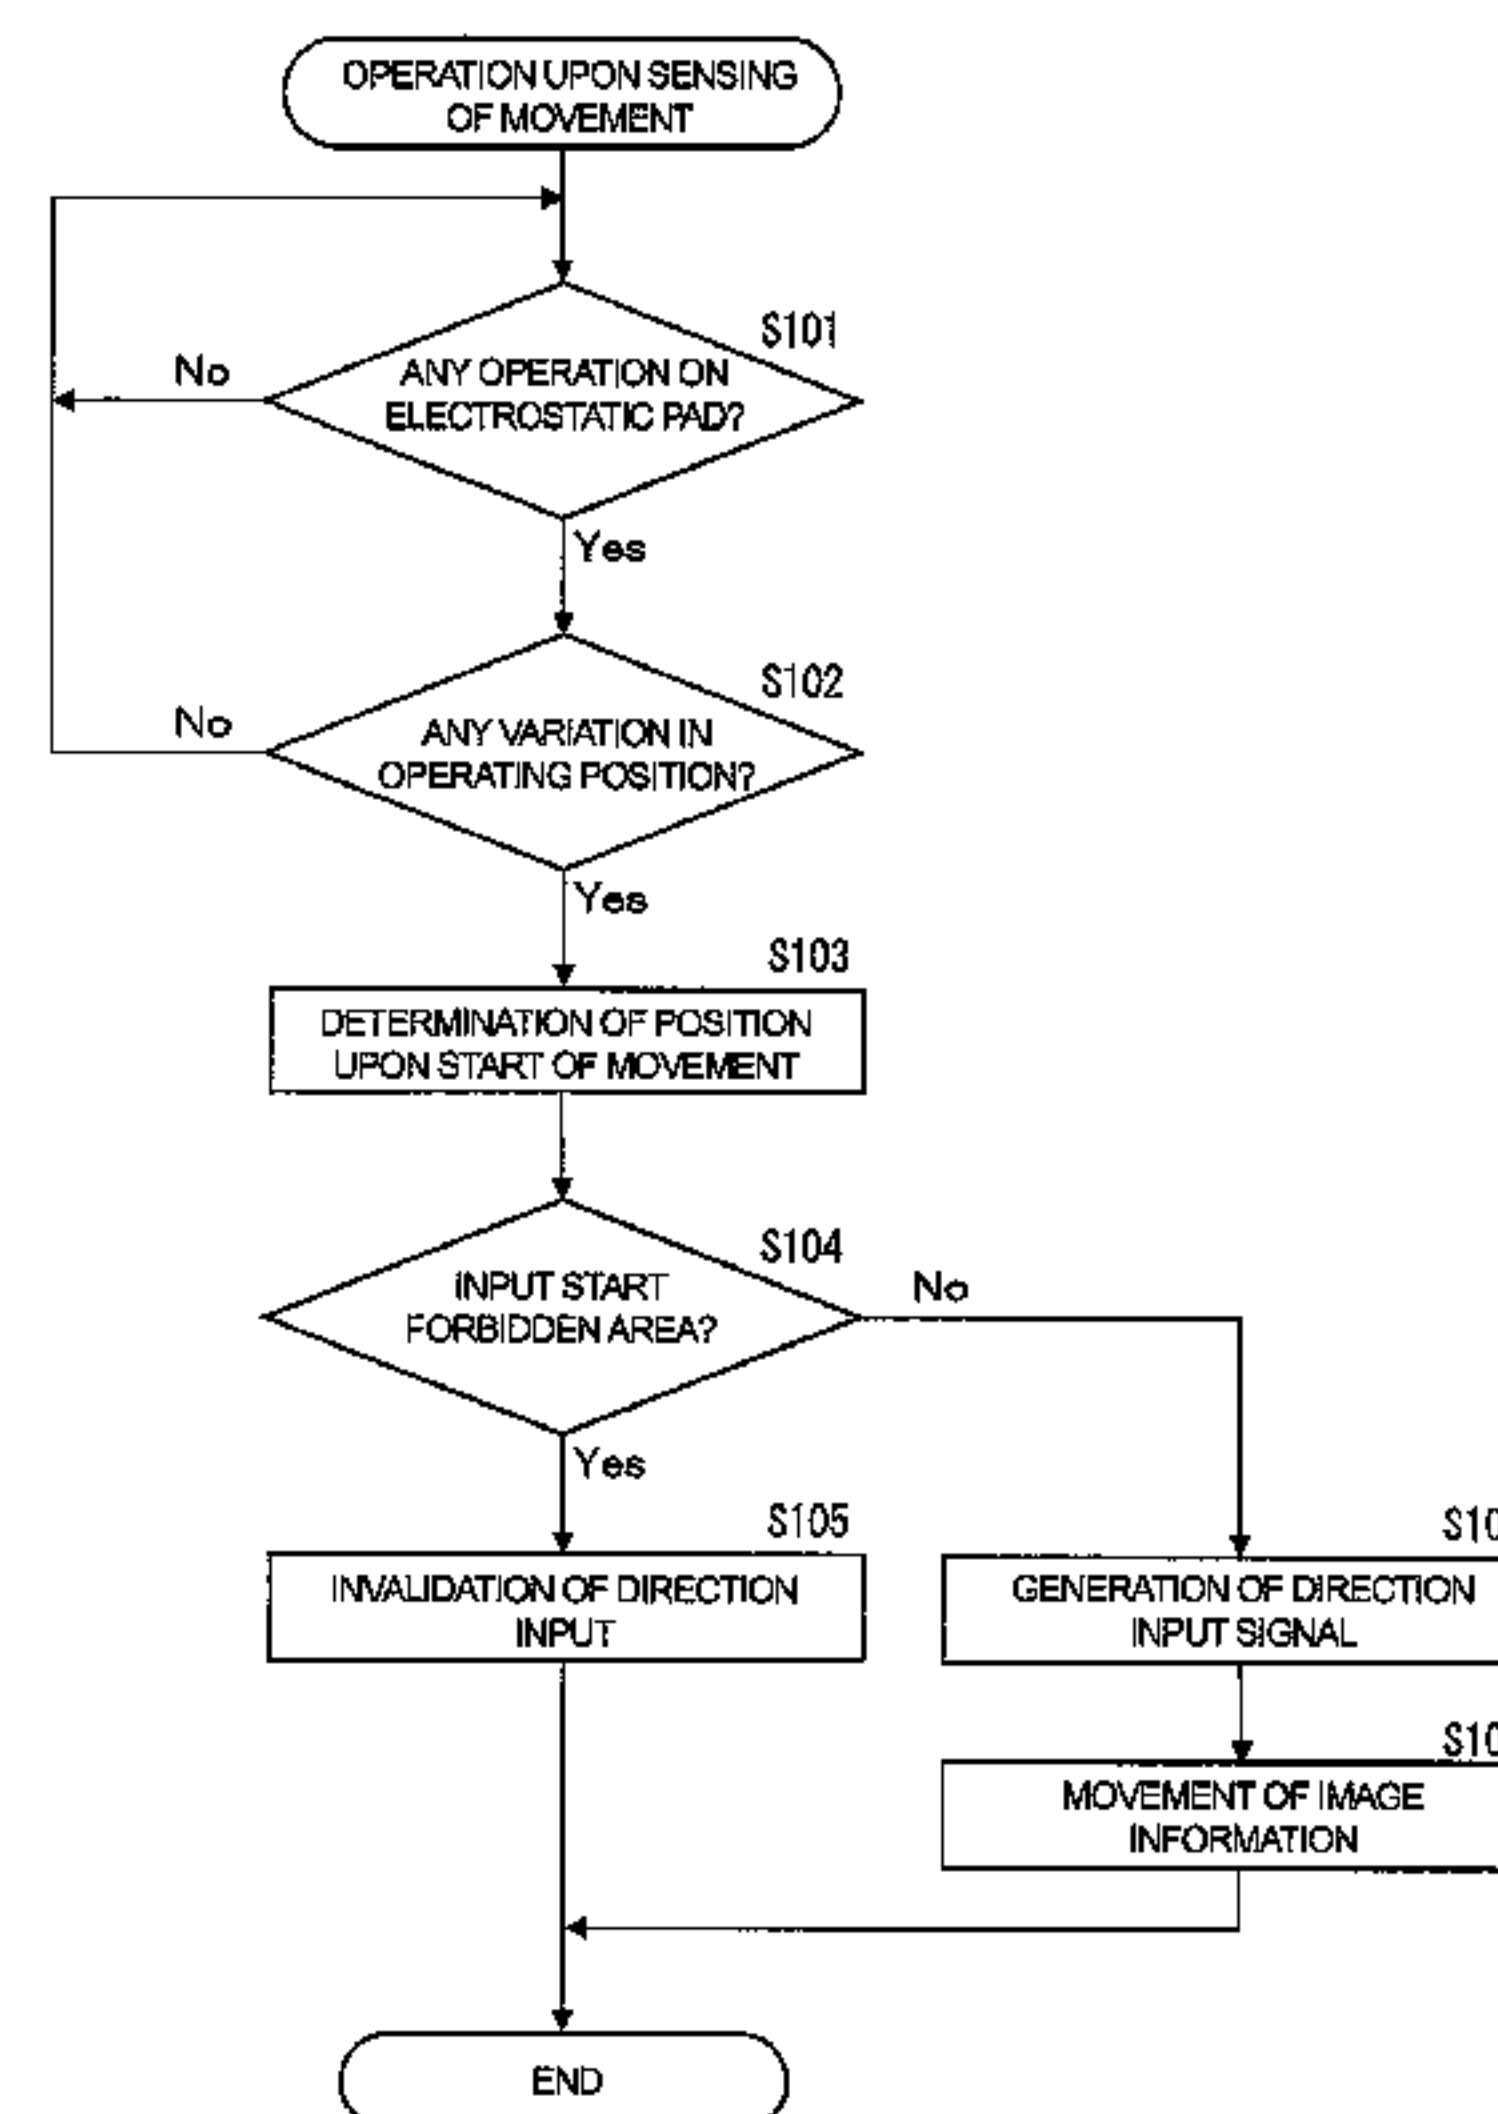 OPERATION UPON SENSING
OF MOVEMENT
S101
No
ANY OPERATION ON
ELECTROSTATIC PAD?
Yes
S102
No
ANY VARIATION IN
OPERATING POSITION?
Yes
S103
DETERMINATION OF POSITION
UPON START OF MOVEMENT
S104
No
INPUT START
FORBIDDEN AREA?
Yes
S105
INVALIDATION OF DIRECTION
INPUT
GENERATION OF DIRECTION
INPUT SIGNAL
MOVEMENT OF IMAGE
INFORMATION
END